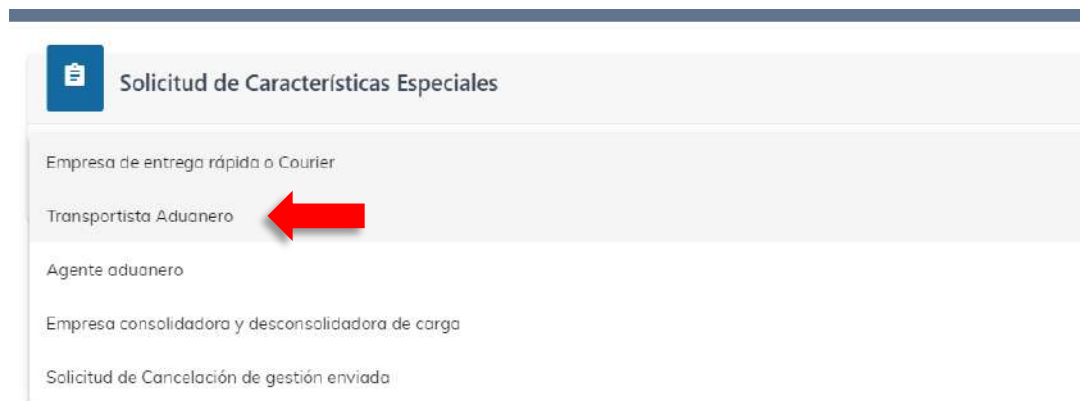 Solicitud de Características Especiales
Empresa de entrega rápida o Courier
Transportista Aduanero
Agente aduanero
Empresa consolidadora y desconsolidadora de carga
Solicitud de Cancelación de gestión enviada